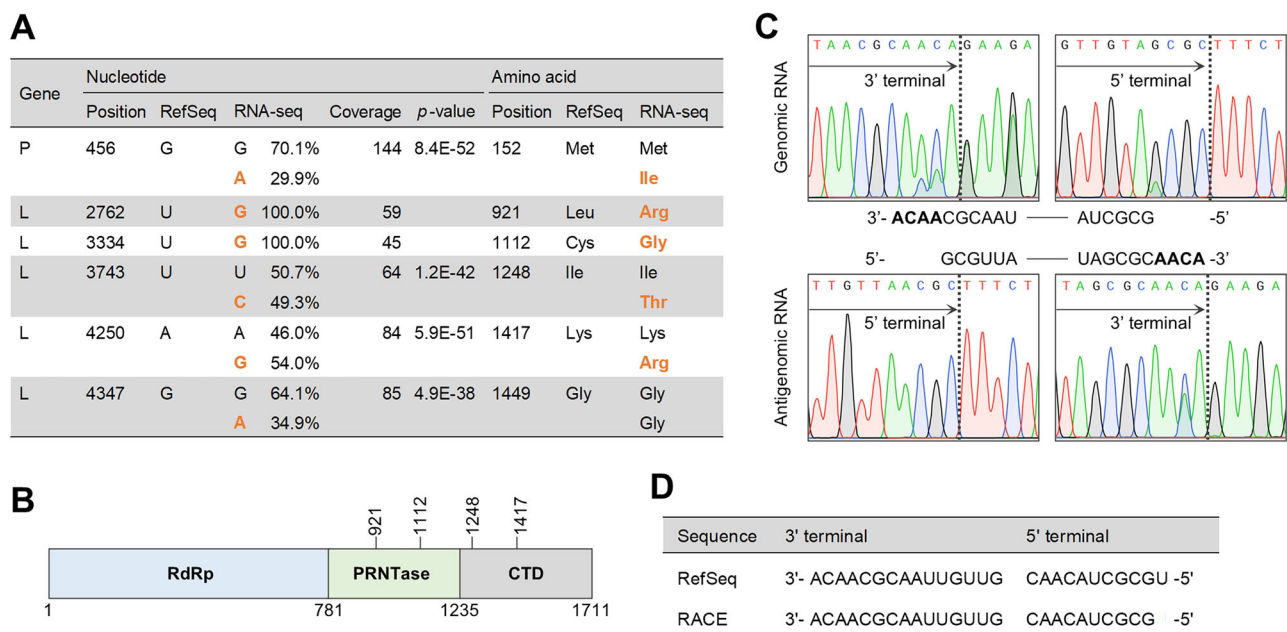 A
Gene Nucleotide Amino acid
Position RefSeq RNA-seq Coverage p-value Position RefSeq RNA-seq
P 456 G G 70.1% 144 8.4E-52 152 Met Met
A 29.9% Ile
L 2762 U G 100.0% 59 921 Leu Arg
L 3334 U G 100.0% 45 1112 Cys Gly
L 3743 U U 50.7% 64 1.2E-42 1248 Ile Ile
C 49.3% Thr
L 4250 A A 46.0% 84 5.9E-51 1417 Lys Lys
G 54.0% Arg
L 4347 G G 64.1% 85 4.9E-38 1449 Gly Gly
A 34.9% Gly
B
921 1112 1248 1417
RdRp PRNTase CTD
1 781 1235 1711
C
Genomic RNA
TAACGCAACAGAAGA
3' terminal
GTTGTAGCGCTTTCT
5' terminal
3'- ACAACGCAAU AUCGCG -5'
5'- GCGUUA UAGCGCAACA -3'
Antigenomic RNA
TTGTTAACGCTTTCT
5' terminal
TAGCGCAACAGAAGA
3' terminal
D
Sequence 3' terminal 5' terminal
RefSeq 3'- ACAACGCAAUUGUUG CAACAUCGCGU -5'
RACE 3'- ACAACGCAAUUGUUG CAACAUCGCG -5'